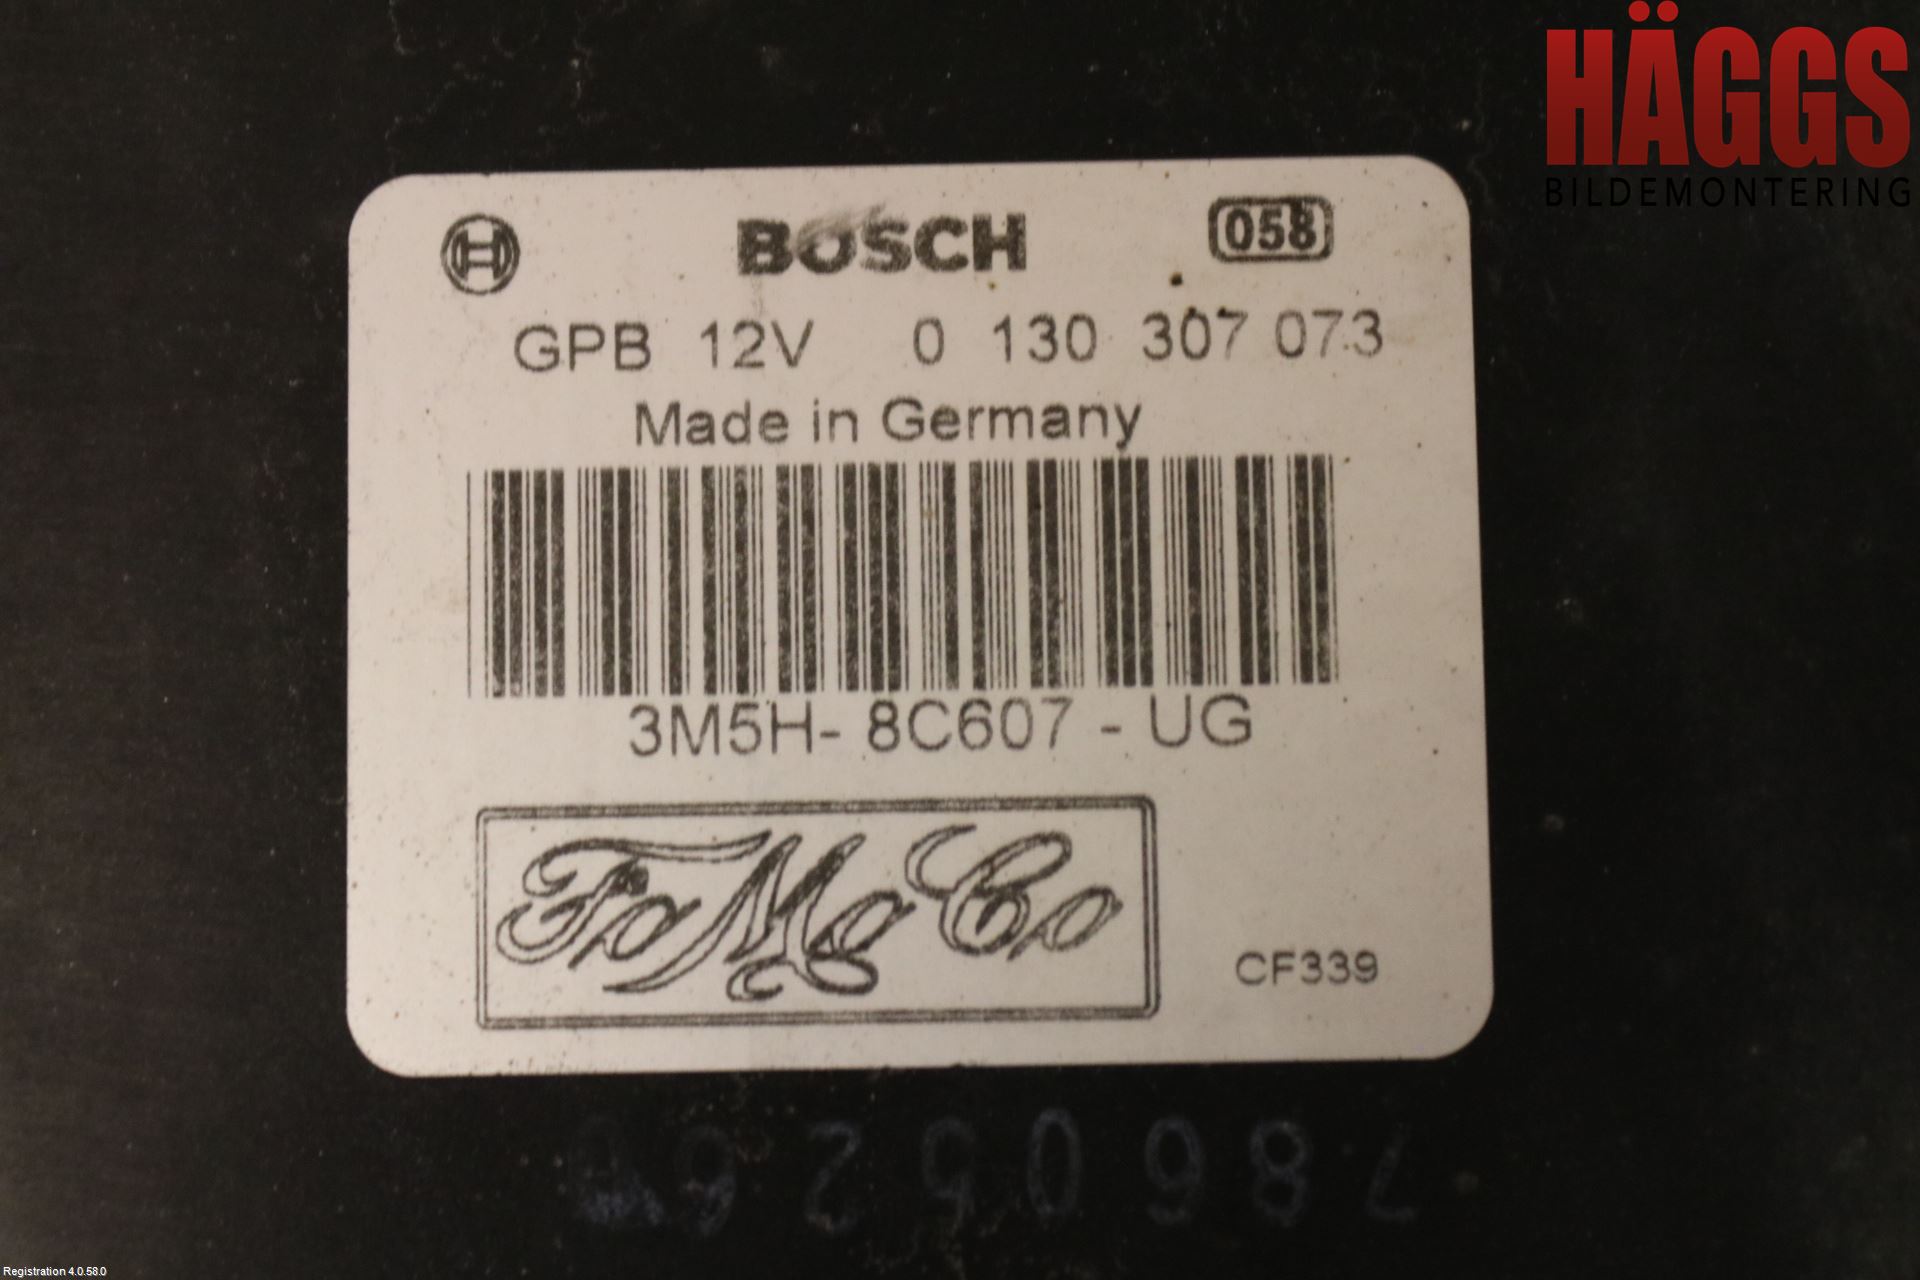 HÄGGS
BILDEMONTERING
BOSCH
058
GPB 12V 0 130 307 073
Made in Germany
3M5H- 8C607 - UG
FoMoCo
CF339
Registration 4.0.58.0